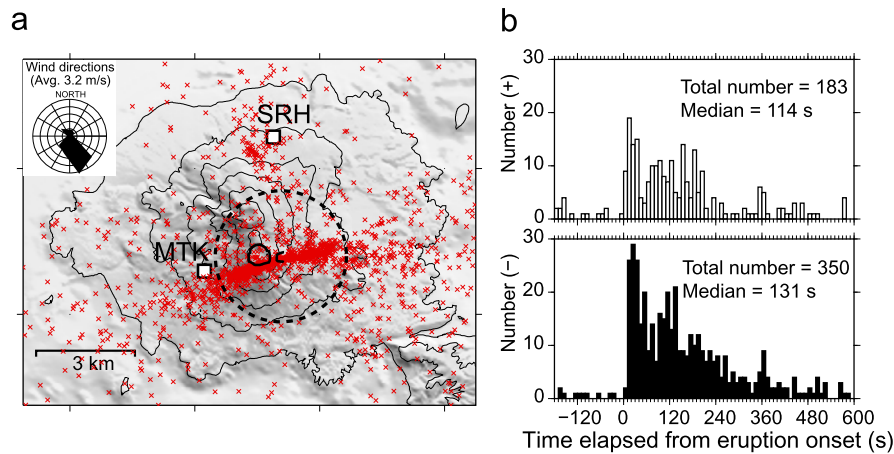 a
Wind directions
(Avg. 3.2 m/s)
NORTH
SRH
MTK
3 km
b
30
20
10
0
Number (+)
Total number = 183
Median = 114 s
30
20
10
0
Number (−)
Total number = 350
Median = 131 s
−120 0 120 240 360 480 600
Time elapsed from eruption onset (s)